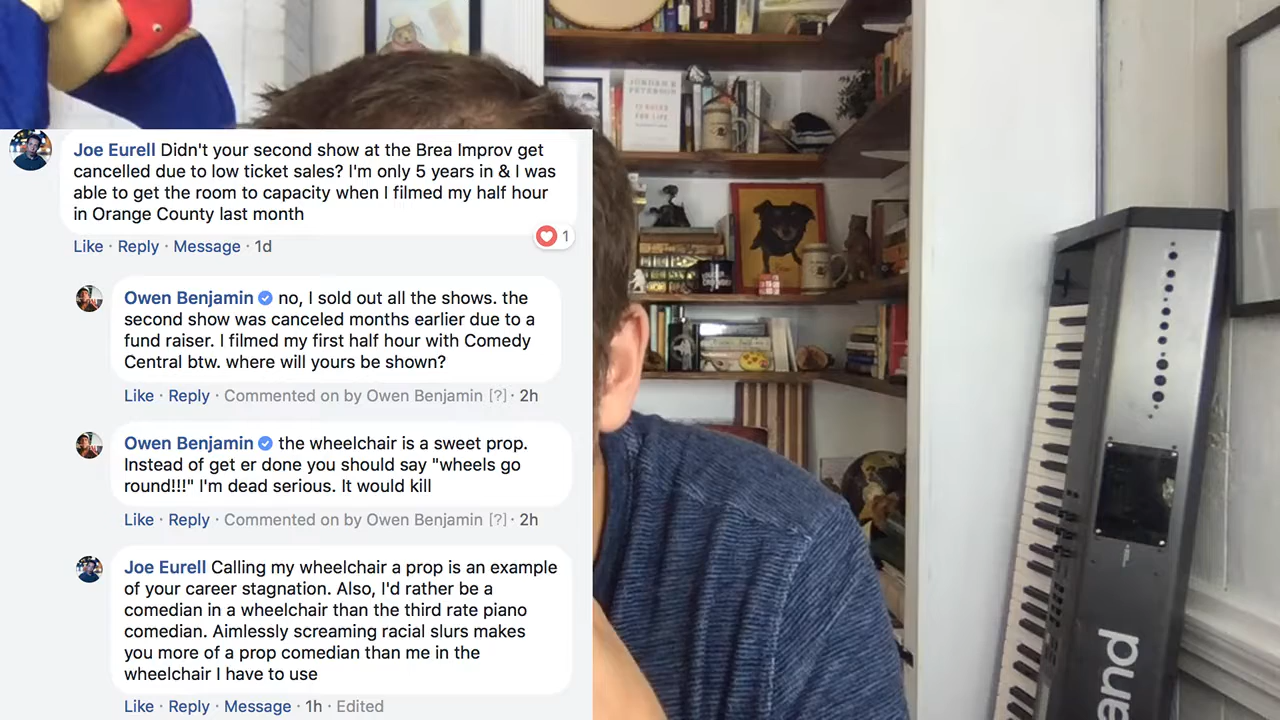 Joe Eurell Didn't your second show at the Brea Improv get
cancelled due to low ticket sales? I'm only 5 years in & I was
able to get the room to capacity when I filmed my half hour
in Orange County last month
Like · Reply · Message · 1d
1
Owen Benjamin no, I sold out all the shows. the
second show was canceled months earlier due to a
fund raiser. I filmed my first half hour with Comedy
Central btw. where will yours be shown?
Like · Reply · Commented on by Owen Benjamin [?] · 2h
Owen Benjamin the wheelchair is a sweet prop.
Instead of get er done you should say "wheels go
round!!!" I'm dead serious. It would kill
Like · Reply · Commented on by Owen Benjamin [?] · 2h
Joe Eurell Calling my wheelchair a prop is an example
of your career stagnation. Also, I'd rather be a
comedian in a wheelchair than the third rate piano
comedian. Aimlessly screaming racial slurs makes
you more of a prop comedian than me in the
wheelchair I have to use
Like · Reply · Message · 1h · Edited
JORDAN B
PETERSON
12 RULES
FOR LIFE
and